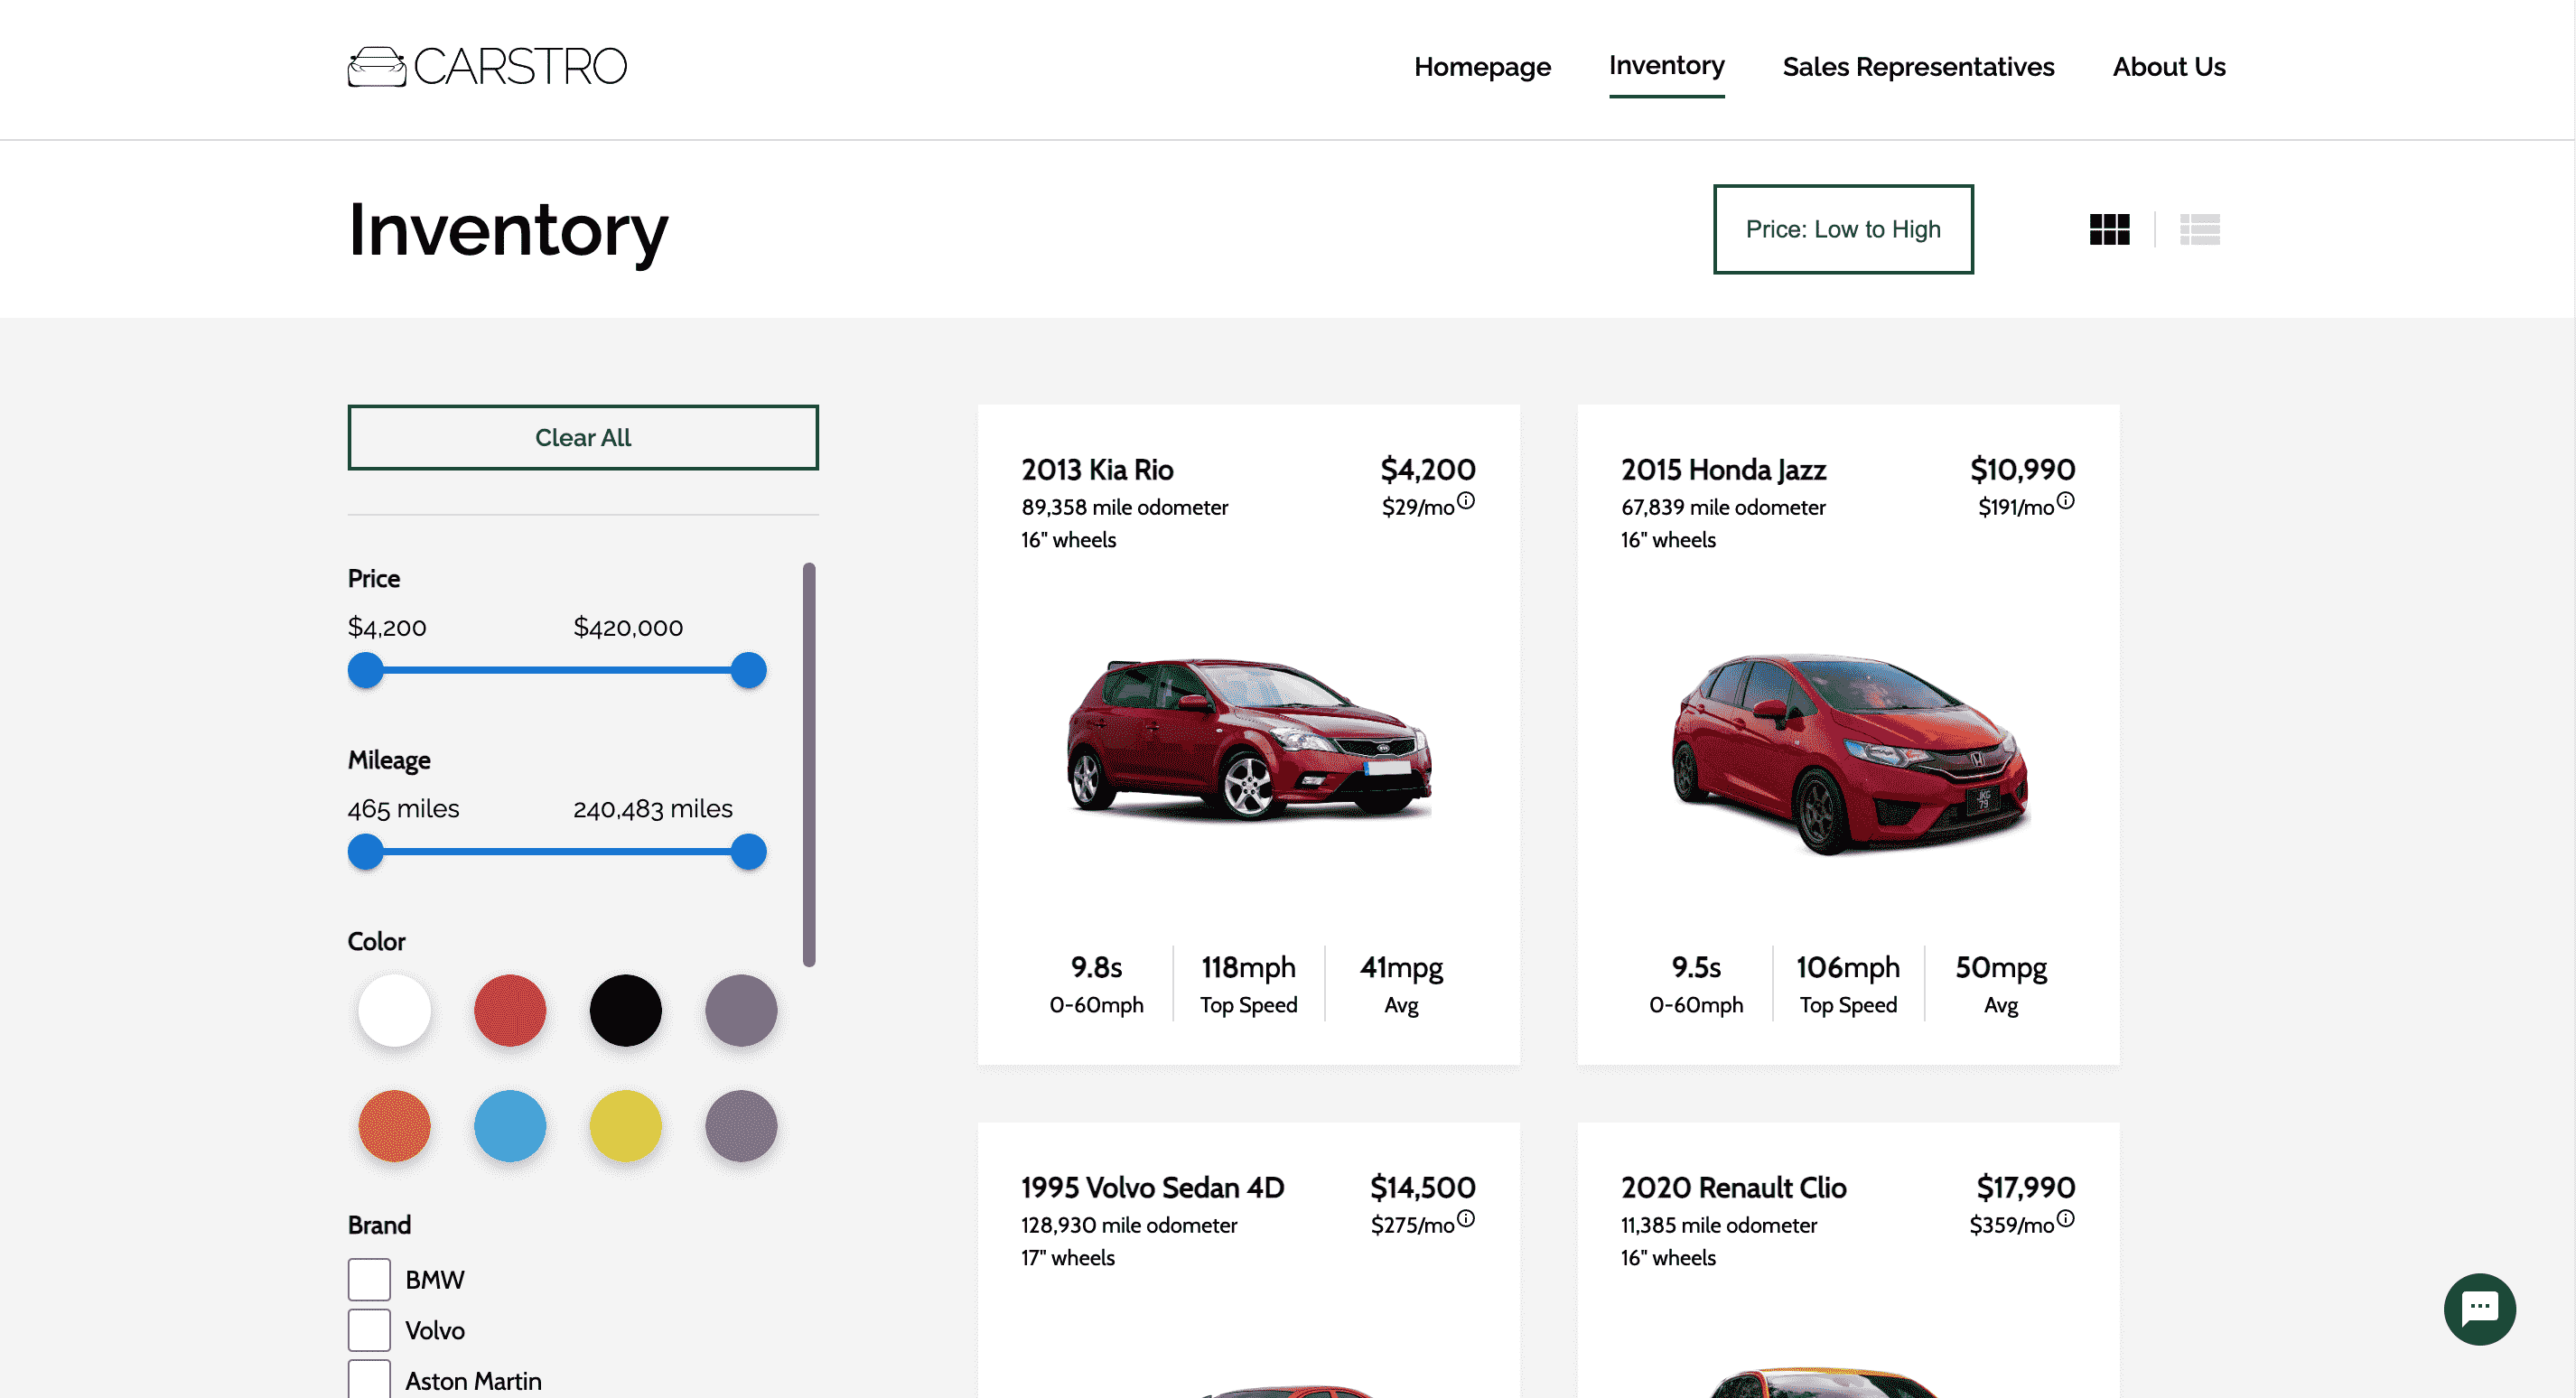 CARSTRO
Homepage
Inventory
Sales Representatives
About Us
Inventory
Price: Low to High
Clear All
Price
$4,200
$420,000
Mileage
465 miles
240,483 miles
Color
Brand
BMW
Volvo
Aston Martin
2013 Kia Rio
$4,200
89,358 mile odometer
$29/mo
16" wheels
9.8s
118mph
41mpg
0-60mph
Top Speed
Avg
2015 Honda Jazz
$10,990
67,839 mile odometer
$191/mo
16" wheels
JKG
79
9.5s
106mph
50mpg
0-60mph
Top Speed
Avg
1995 Volvo Sedan 4D
$14,500
128,930 mile odometer
$275/mo
17" wheels
2020 Renault Clio
$17,990
11,385 mile odometer
$359/mo
16" wheels